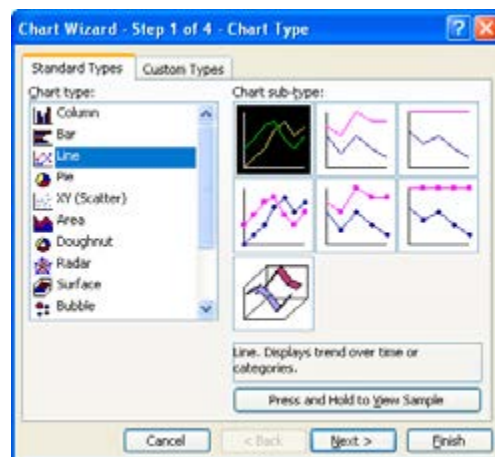 Chart Wizard - Step 1 of 4 - Chart Type
Standard Types
Custom Types
Chart type:
Column
Bar
Line
Pie
XY (Scatter)
Area
Doughnut
Radar
Surface
Bubble
Chart sub-type:
Line. Displays trend over time or
categories.
Press and Hold to View Sample
Cancel
< Back
Next >
Finish